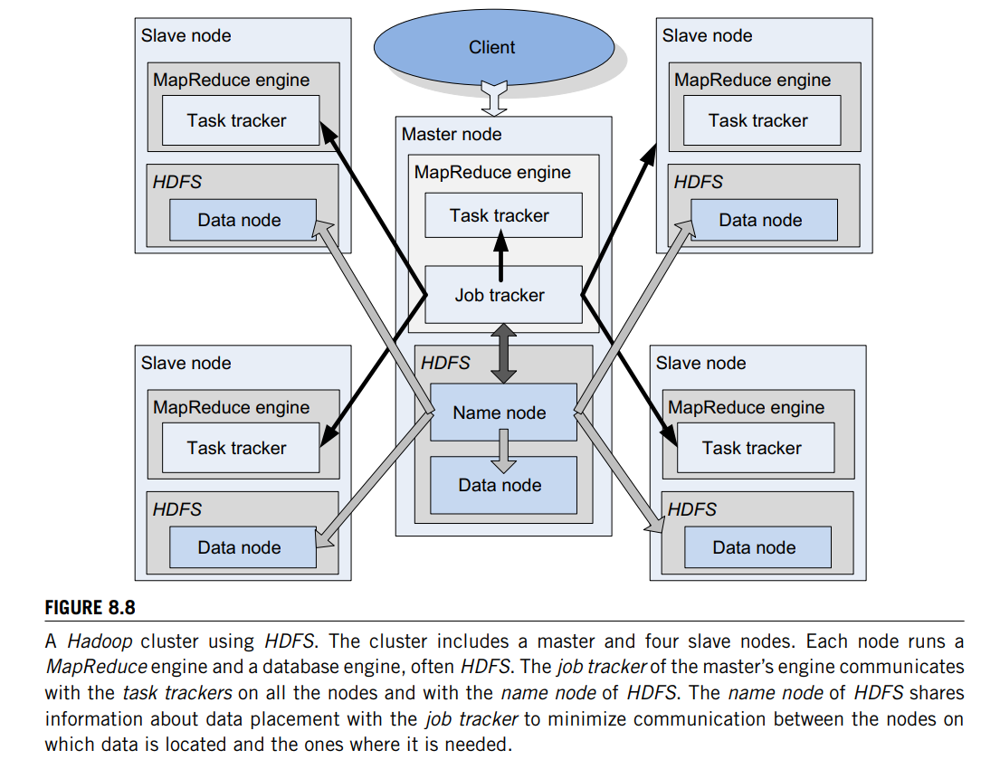 Client
Slave node
MapReduce engine
Task tracker
HDFS
Data node
Master node
MapReduce engine
Task tracker
Job tracker
HDFS
Name node
Data node
Slave node
MapReduce engine
Task tracker
HDFS
Data node
Slave node
MapReduce engine
Task tracker
HDFS
Data node
Slave node
MapReduce engine
Task tracker
HDFS
Data node
FIGURE 8.8
A Hadoop cluster using HDFS. The cluster includes a master and four slave nodes. Each node runs a
MapReduce engine and a database engine, often HDFS. The job tracker of the master's engine communicates
with the task trackers on all the nodes and with the name node of HDFS. The name node of HDFS shares
information about data placement with the job tracker to minimize communication between the nodes on
which data is located and the ones where it is needed.